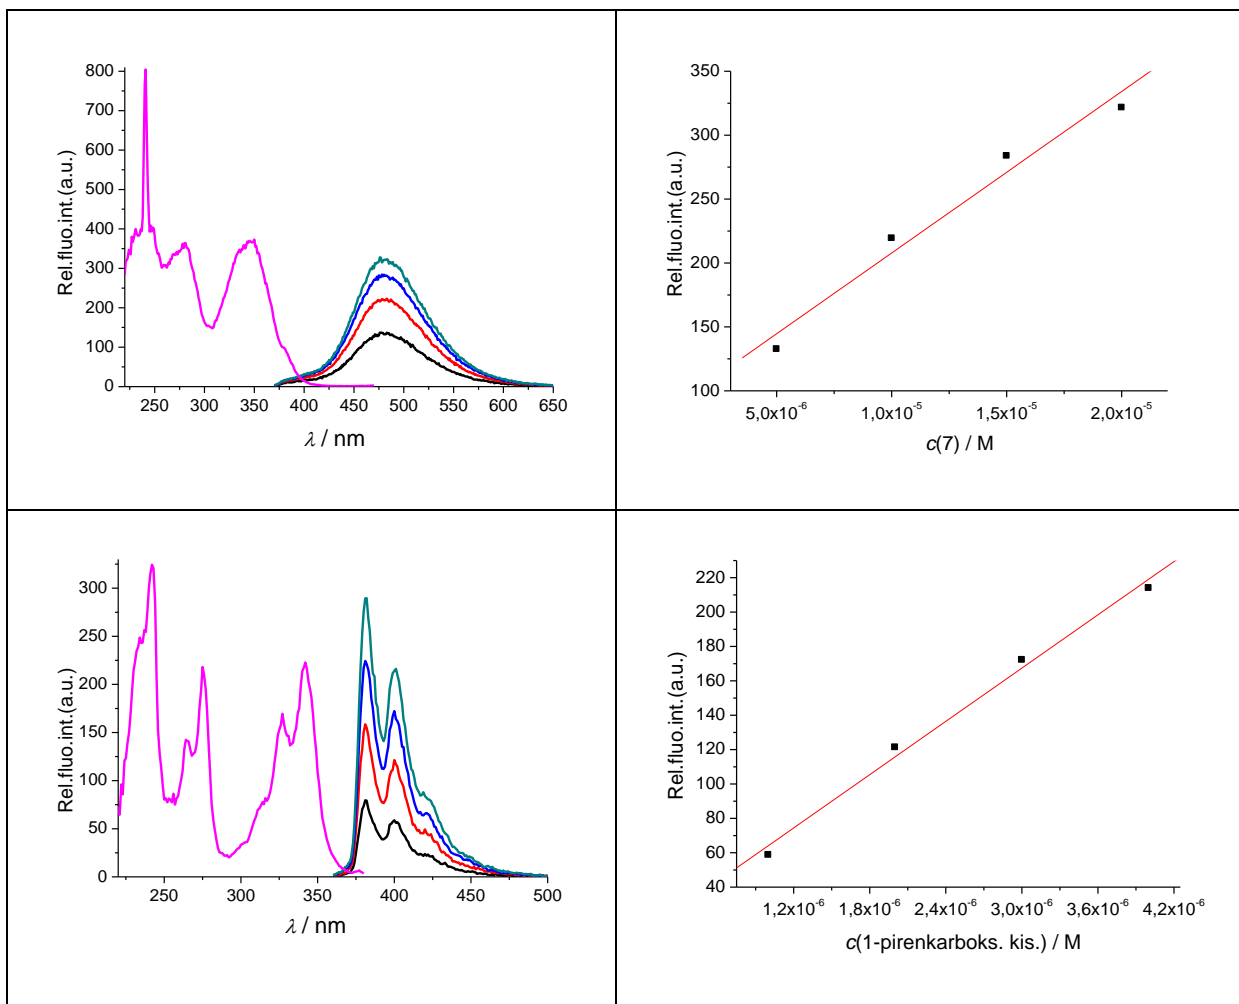 Rel.fluo.int.(a.u.)
800
700
600
500
400
300
200
100
0
250 300 350 400 450 500 550 600 650
λ / nm
Rel.fluo.int.(a.u.)
350
300
250
200
150
100
5,0x10⁻⁶ 1,0x10⁻⁵ 1,5x10⁻⁵ 2,0x10⁻⁵
c(7) / M
Rel.fluo.int.(a.u.)
300
250
200
150
100
50
0
250 300 350 400 450 500
λ / nm
Rel.fluo.int.(a.u.)
220
200
180
160
140
120
100
80
60
40
1,2x10⁻⁶ 1,8x10⁻⁶ 2,4x10⁻⁶ 3,0x10⁻⁶ 3,6x10⁻⁶ 4,2x10⁻⁶
c(1-pirenkarboks. kis.) / M